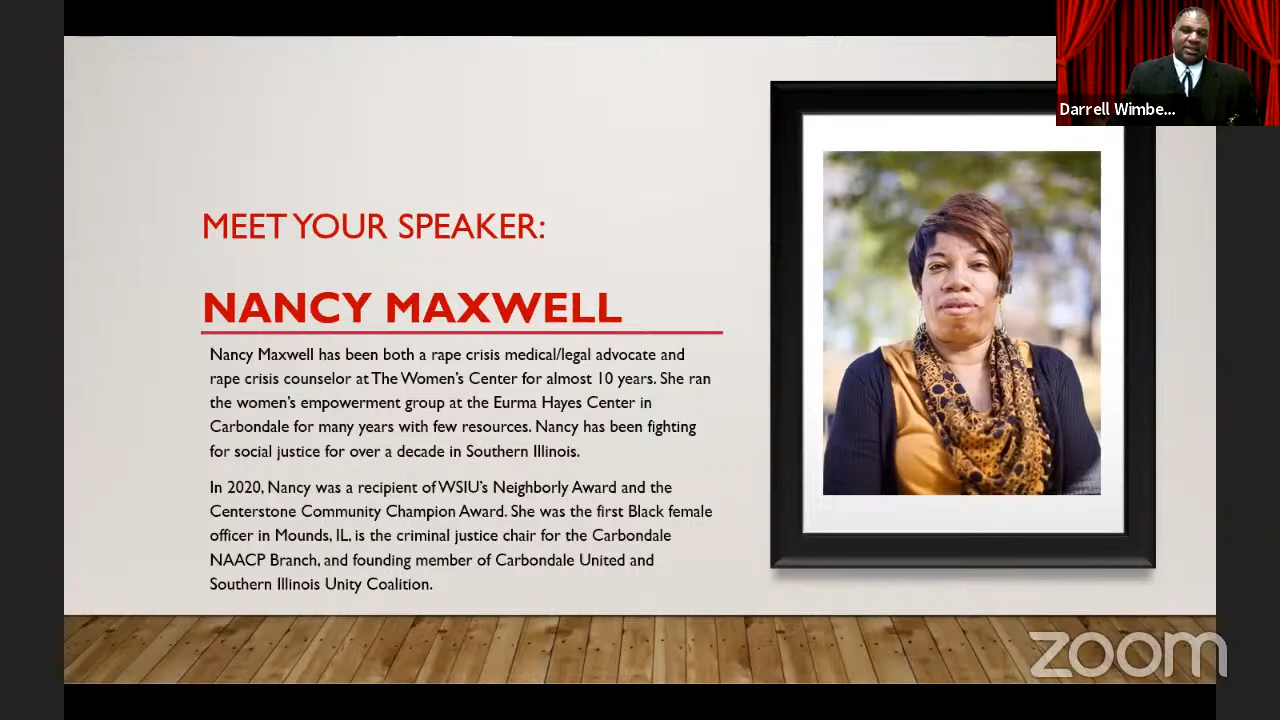 Darrell Wimbe...
MEET YOUR SPEAKER:
NANCY MAXWELL
Nancy Maxwell has been both a rape crisis medical/legal advocate and
rape crisis counselor at The Women's Center for almost 10 years. She ran
the women's empowerment group at the Eurma Hayes Center in
Carbondale for many years with few resources. Nancy has been fighting
for social justice for over a decade in Southern Illinois.
In 2020, Nancy was a recipient of WSIU's Neighborly Award and the
Centerstone Community Champion Award. She was the first Black female
officer in Mounds, IL, is the criminal justice chair for the Carbondale
NAACP Branch, and founding member of Carbondale United and
Southern Illinois Unity Coalition.
zoom